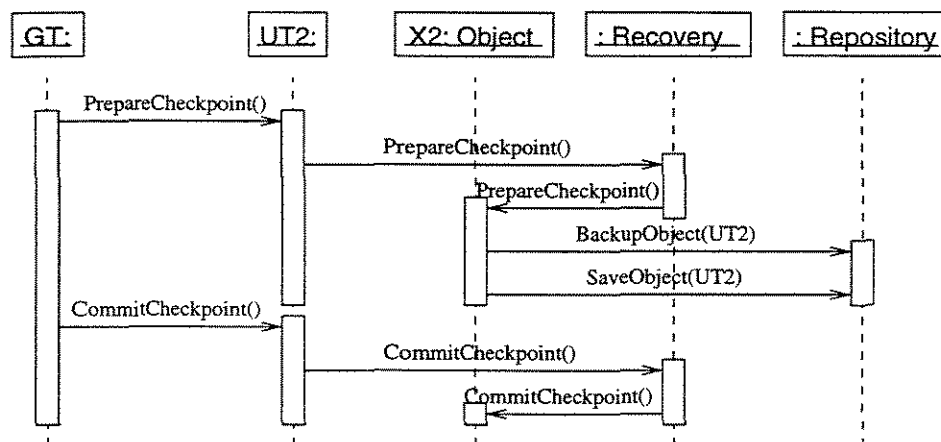 GT:
UT2:
X2: Object
: Recovery
: Repository
PrepareCheckpoint()
PrepareCheckpoint()
PrepareCheckpoint()
BackupObject(UT2)
SaveObject(UT2)
CommitCheckpoint()
CommitCheckpoint()
CommitCheckpoint()